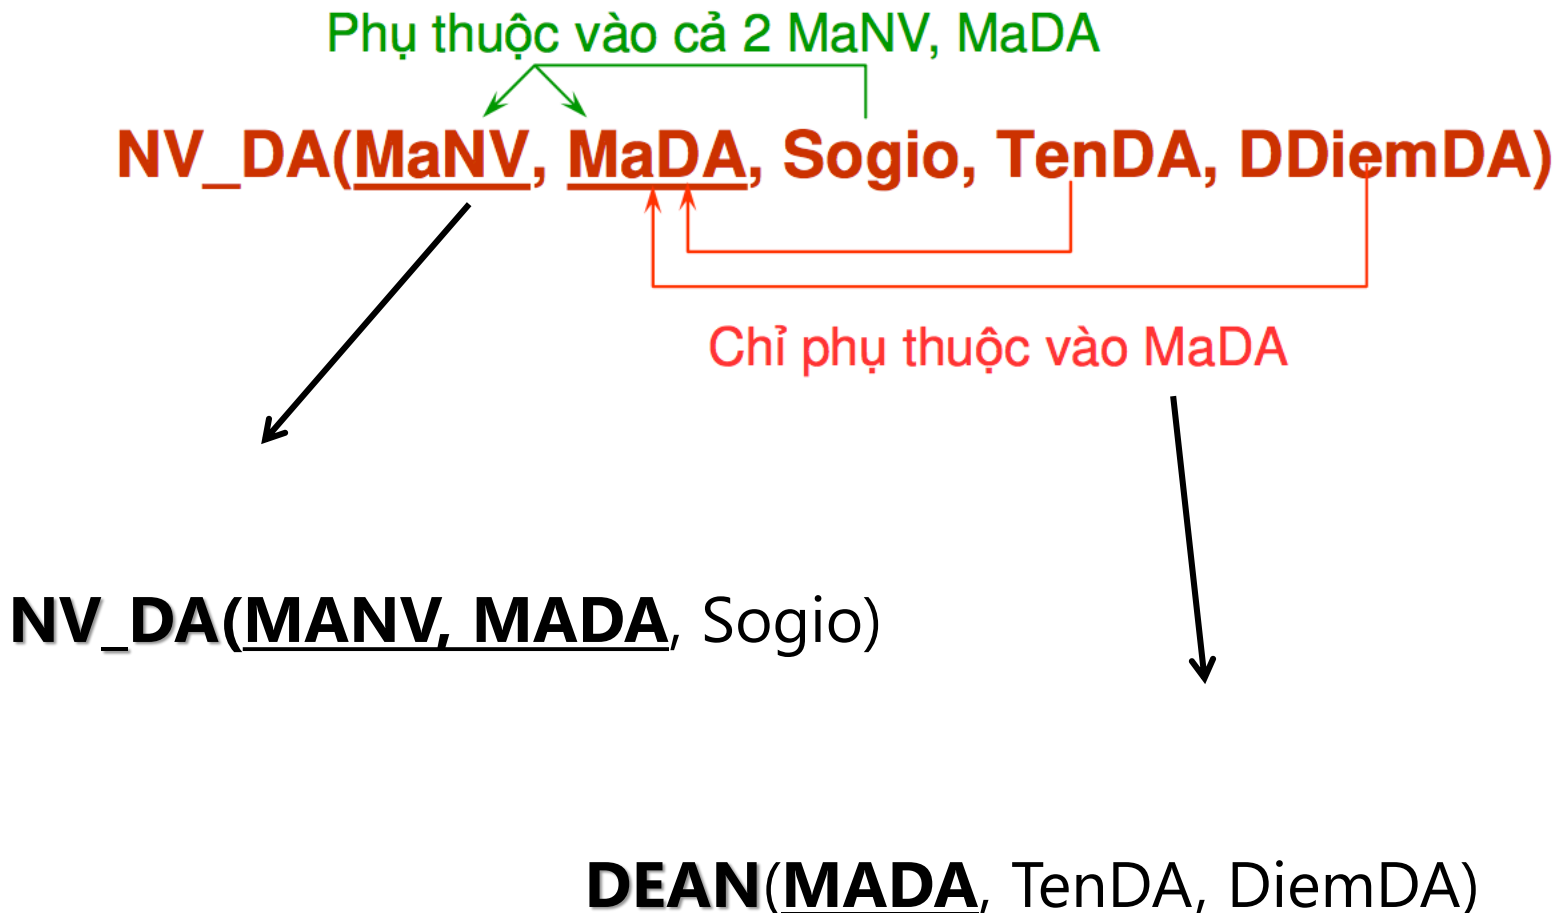 Phụ thuộc vào cả 2 MaNV, MaDA
NV_DA(MaNV, MaDA, Sogio, TenDA, DDiemDA)
Chỉ phụ thuộc vào MaDA
NV_DA(MANV, MADA, Sogio)
DEAN(MADA, TenDA, DiemDA)